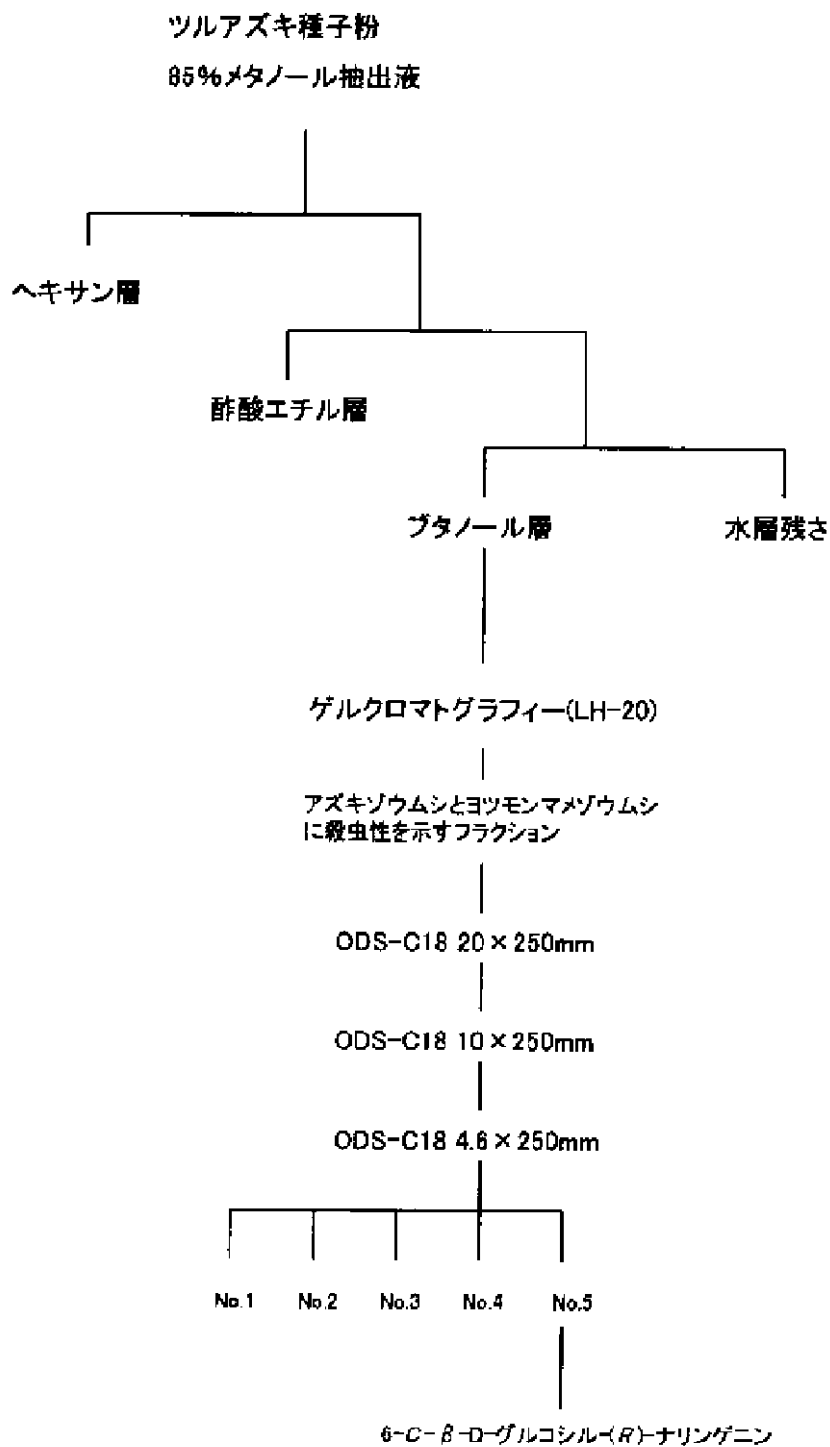 ツルアズキ種子粉
85%メタノール抽出液
ヘキサン層
酢酸エチル層
ブタノール層
水層残さ
ゲルクロマトグラフィー(LH-20)
アズキゾウムシとヨツモンマメゾウムシ
に殺虫性を示すフラクション
ODS-C18 20×250mm
ODS-C18 10×250mm
ODS-C18 4.6×250mm
No.1 No.2 No.3 No.4 No.5
6-C-β-D-グルコシル-(R)-ナリンゲニン